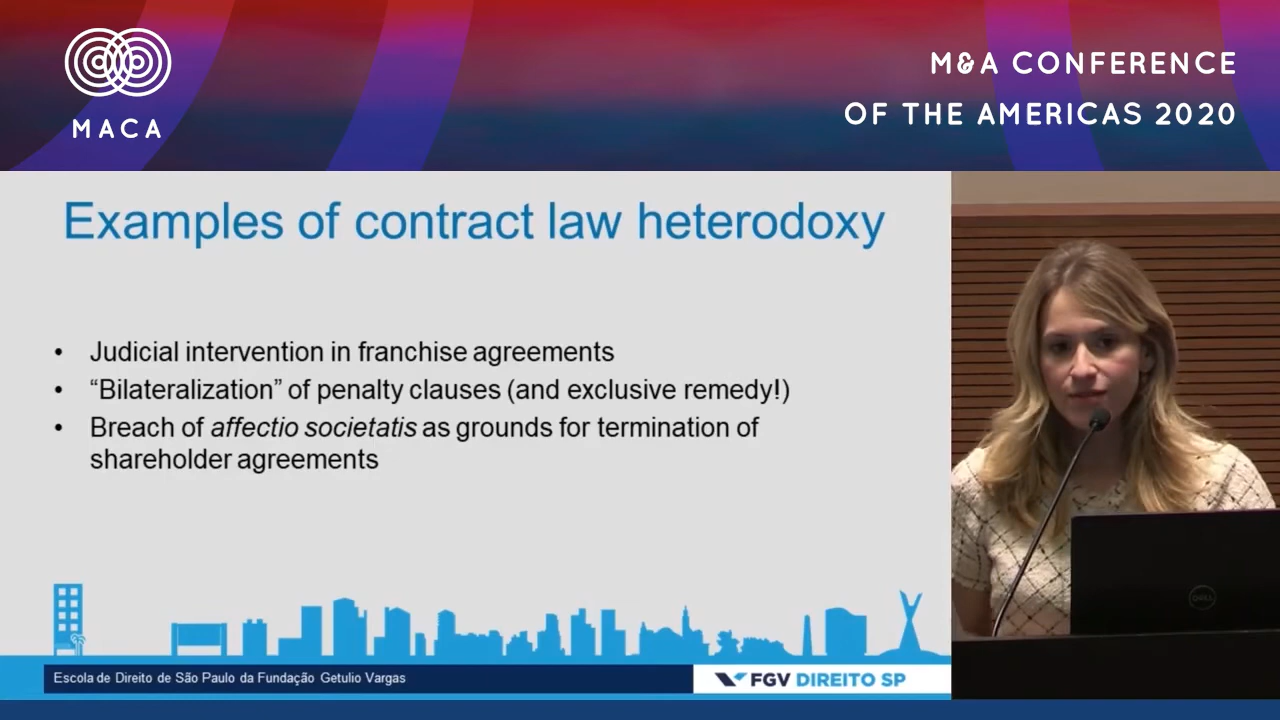 MACA
M&A CONFERENCE
OF THE AMERICAS 2020
Examples of contract law heterodoxy
• Judicial intervention in franchise agreements
• “Bilateralization” of penalty clauses (and exclusive remedy!)
• Breach of affectio societatis as grounds for termination of
shareholder agreements
Escola de Direito de São Paulo da Fundação Getulio Vargas
FGV DIREITO SP
DELL